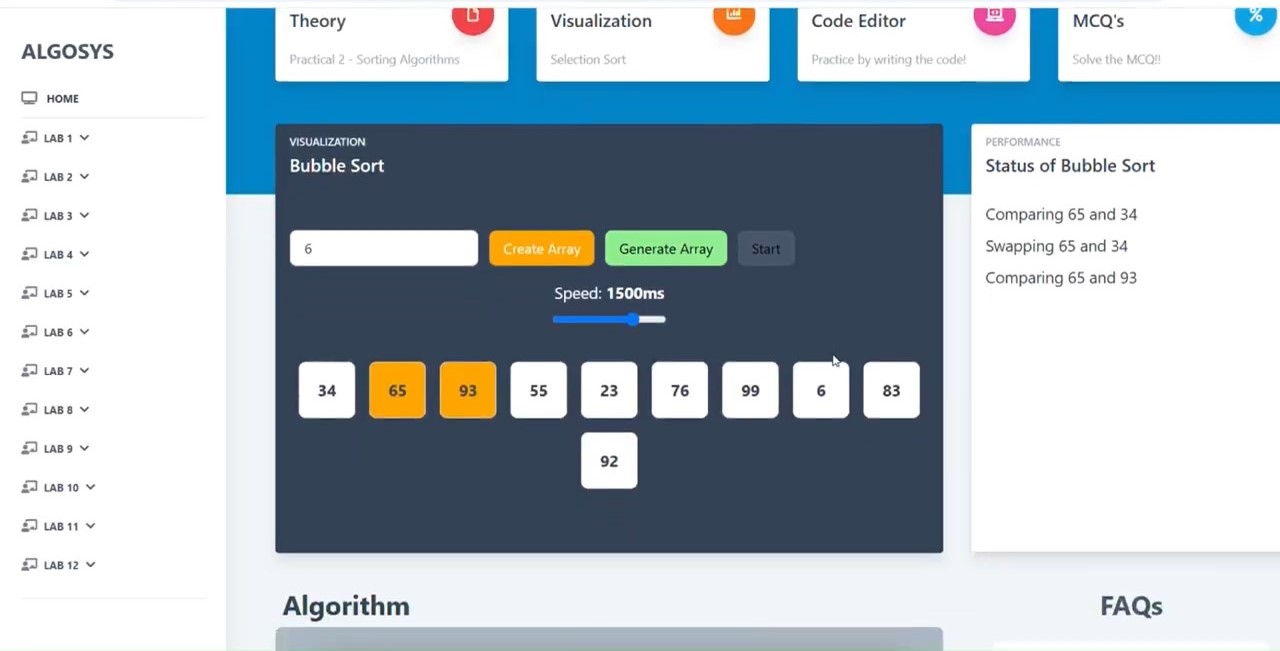 ALGOSYS
HOME
LAB 1
LAB 2
LAB 3
LAB 4
LAB 5
LAB 6
LAB 7
LAB 8
LAB 9
LAB 10
LAB 11
LAB 12
Theory
Practical 2 - Sorting Algorithms
Visualization
Selection Sort
Code Editor
Practice by writing the code!
MCQ's
Solve the MCQ!!
%
VISUALIZATION
Bubble Sort
6 Create Array Generate Array Start
Speed: 1500ms
34 65 93 55 23 76 99 6 83
92
PERFORMANCE
Status of Bubble Sort
Comparing 65 and 34
Swapping 65 and 34
Comparing 65 and 93
Algorithm
FAQs